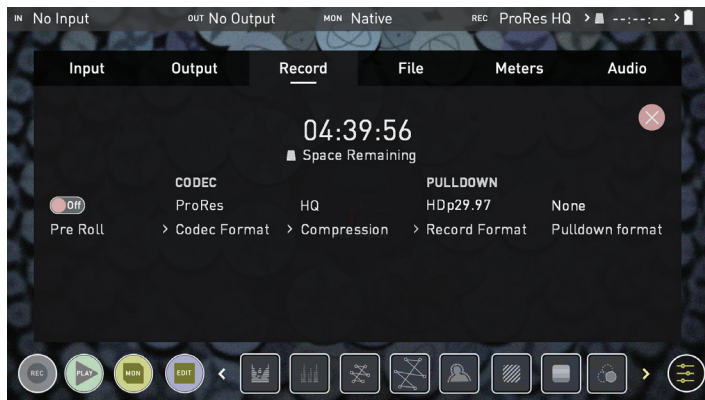 IN No Input OUT No Output MON Native REC ProRes HQ > --:--:-- >
Input Output Record File Meters Audio
04:39:56
Space Remaining
CODEC PULLDOWN
Off ProRes HQ HDp29.97 None
Pre Roll > Codec Format > Compression > Record Format Pulldown format
REC PLAY MON EDIT < >